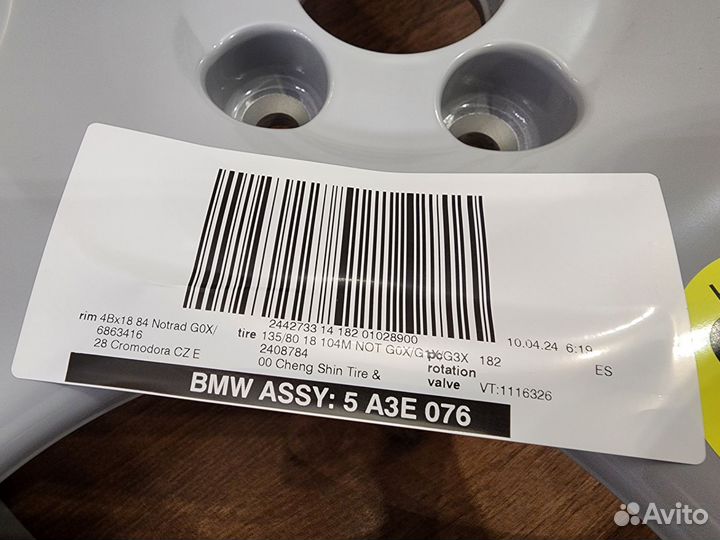 2442733 14 182 01028900
10.04.24 6:19
rim 4Bx18 84 Notrad G0X/
6863416
28 Cromodora CZ E
tire 135/80 18 104M NOT G0X/G1X/G3X 182
2408784
00 Cheng Shin Tire &
rotation
valve VT:1116326
ES
BMW ASSY: 5 A3E 076
Avito